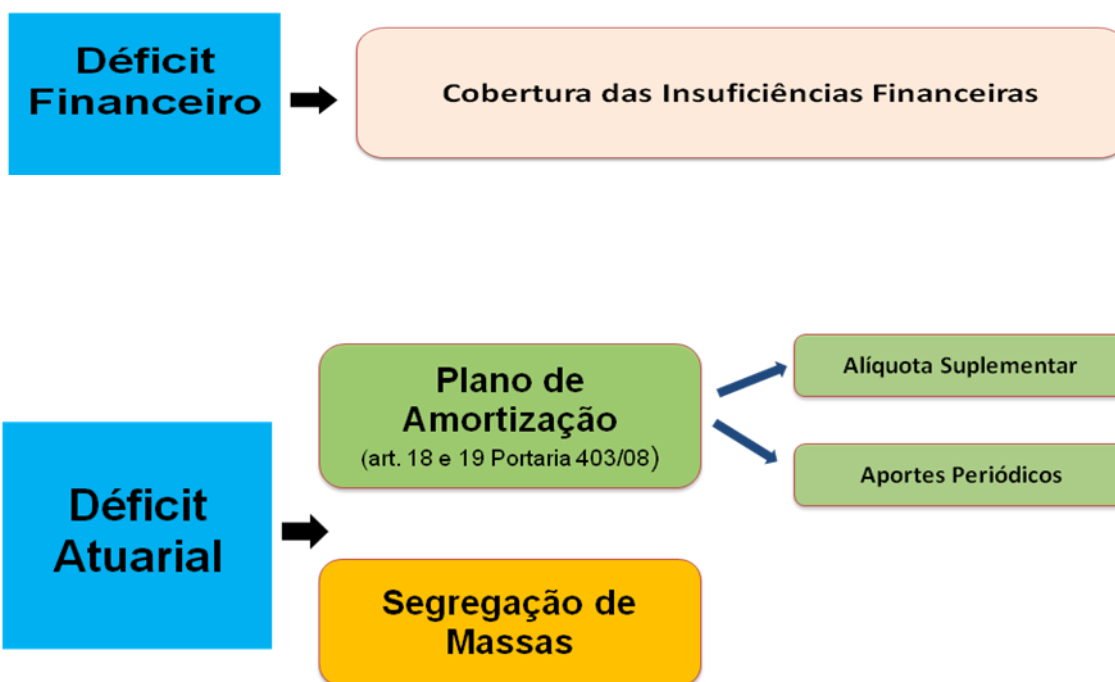 Déficit
Financeiro
Cobertura das Insuficiências Financeiras
Déficit
Atuarial
Plano de
Amortização
(art. 18 e 19 Portaria 403/08)
Alíquota Suplementar
Aportes Periódicos
Segregação de
Massas